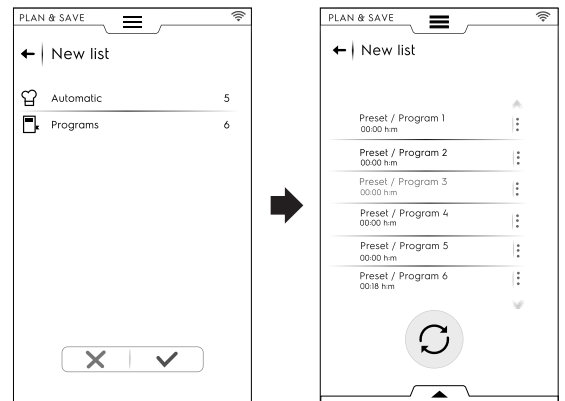 PLAN & SAVE
New list
Automatic 5
Programs 6
PLAN & SAVE
New list
Preset / Program 1
00:00 h:m
Preset / Program 2
00:00 h:m
Preset / Program 3
00:00 h:m
Preset / Program 4
00:00 h:m
Preset / Program 5
00:00 h:m
Preset / Program 6
00:18 h:m